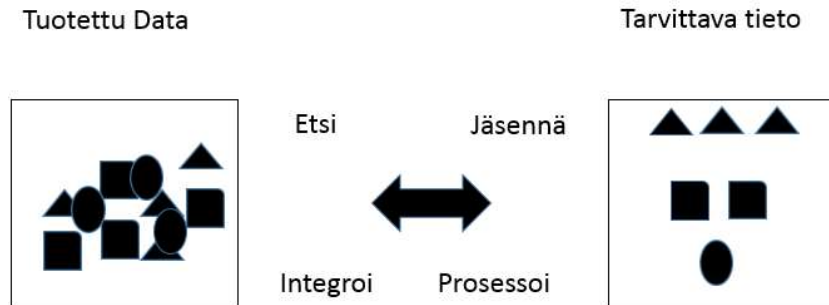 Tuotettu Data
Tarvittava tieto
Etsi
Jäsennä
Integroi
Prosessoi